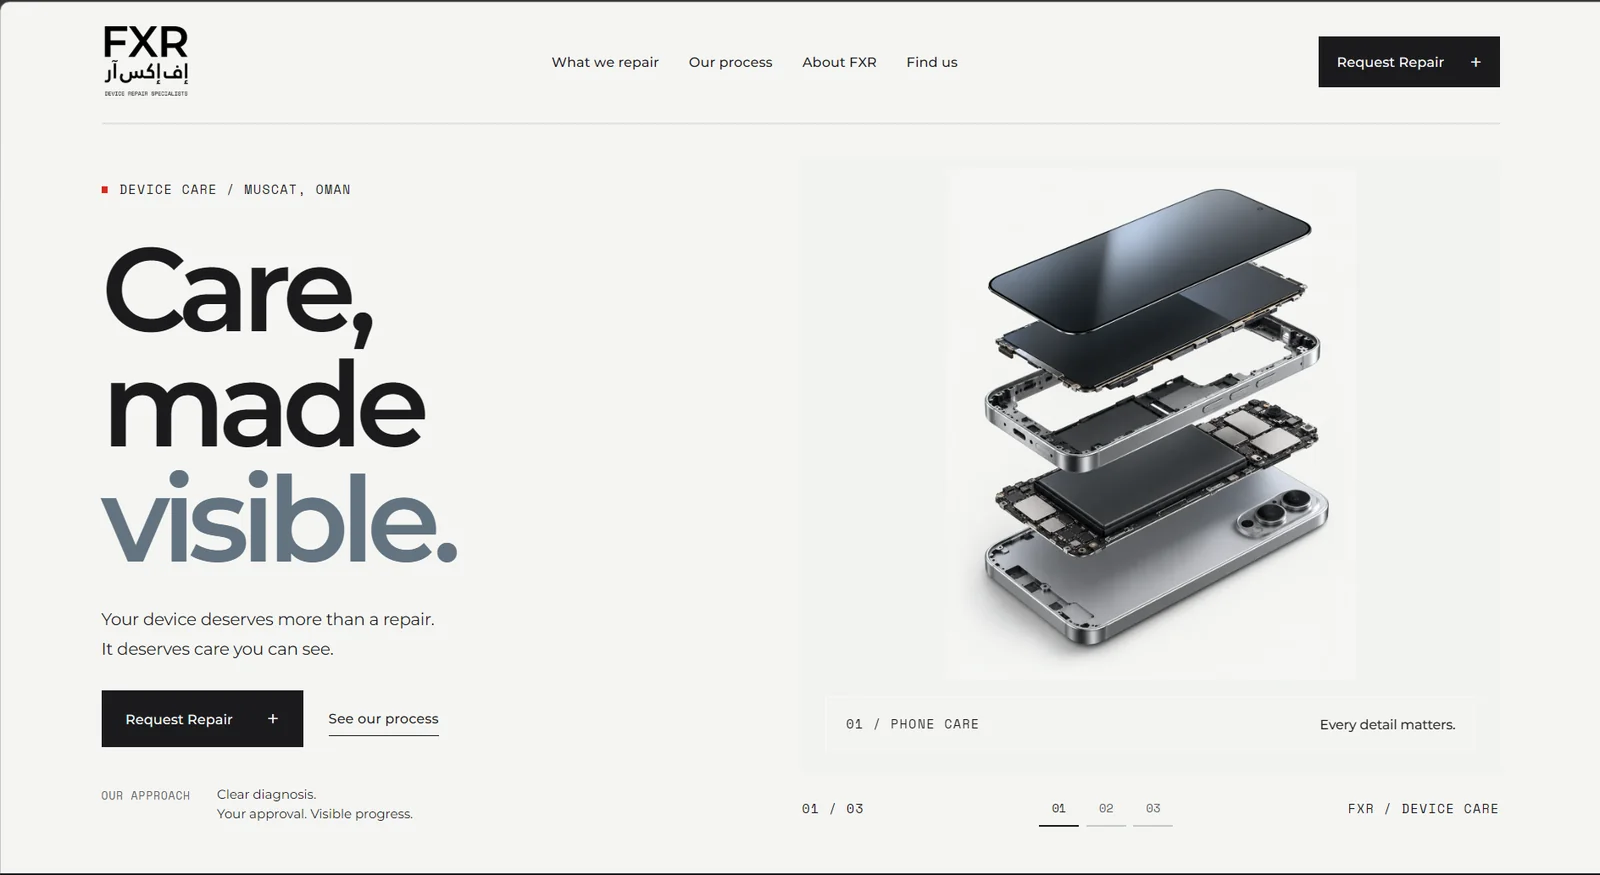 FXR
إف إكس آر
DEVICE REPAIR SPECIALISTS
What we repair
Our process
About FXR
Find us
Request Repair +
DEVICE CARE / MUSCAT, OMAN
Care,
made
visible.
Your device deserves more than a repair.
It deserves care you can see.
Request Repair +
See our process
OUR APPROACH
Clear diagnosis.
Your approval. Visible progress.
01 / PHONE CARE
Every detail matters.
01 / 03
01
02
03
FXR / DEVICE CARE